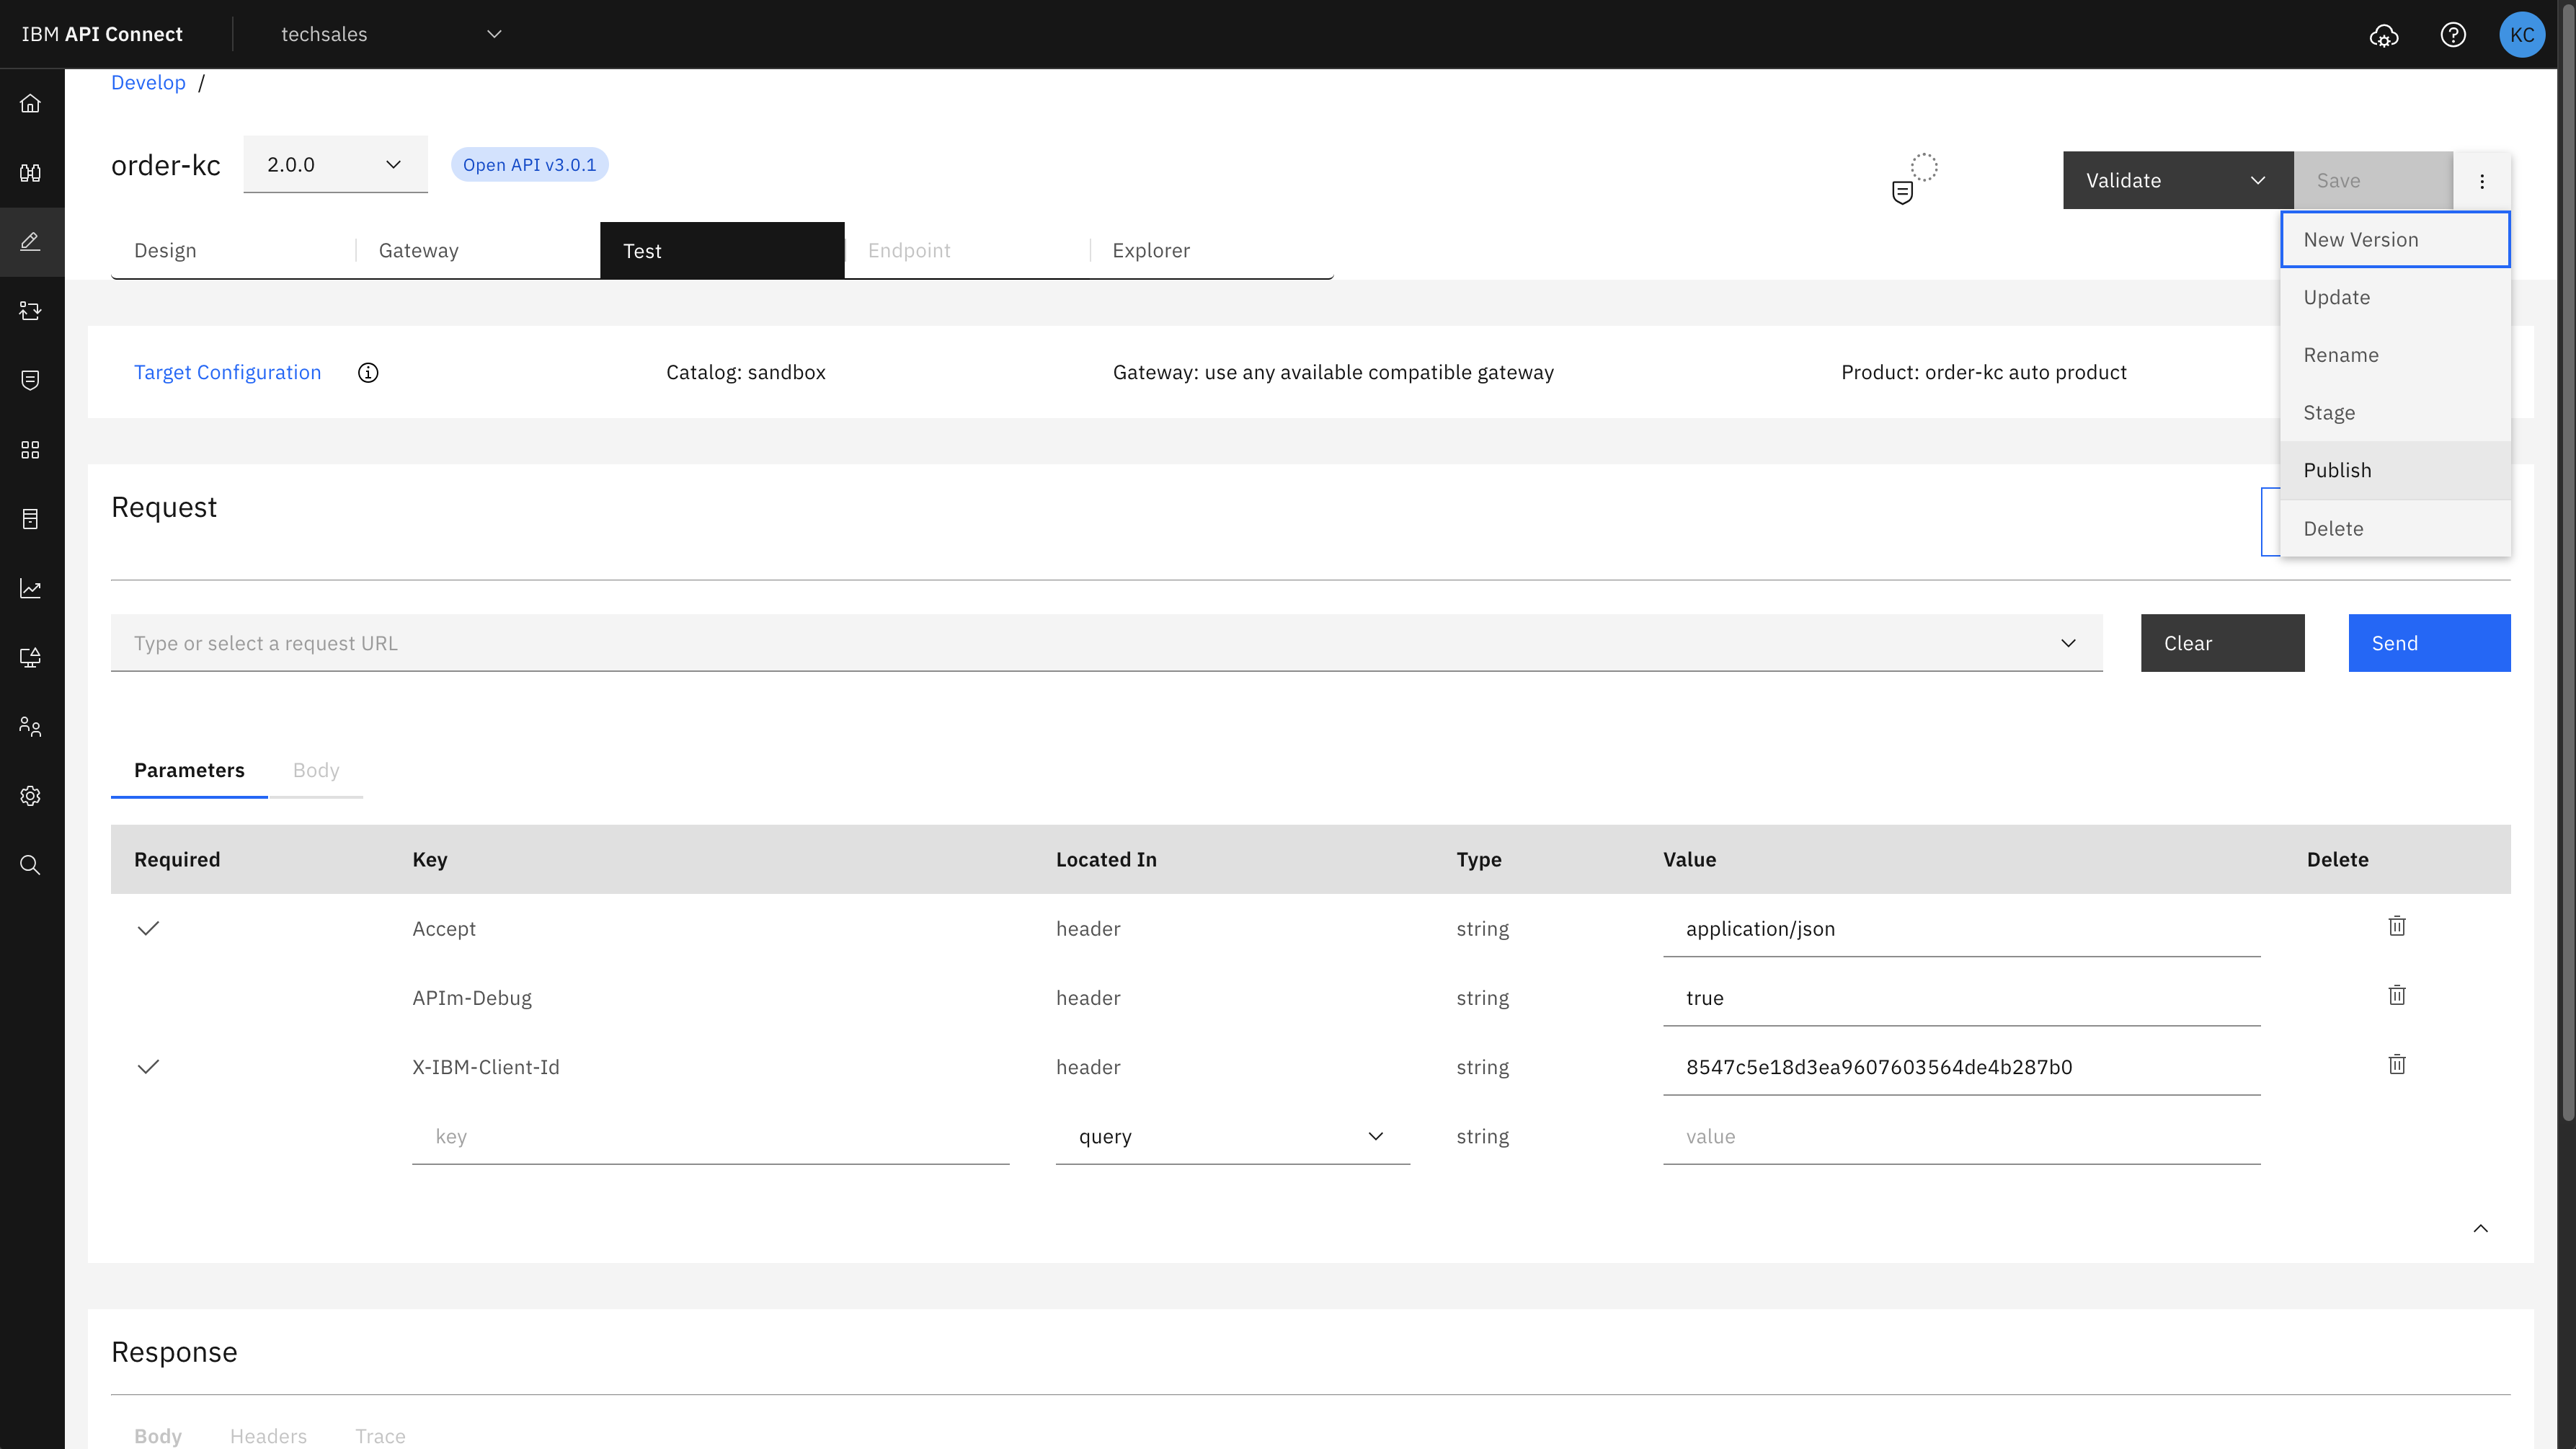 IBM API Connect
techsales
KC
Develop /
order-kc
2.0.0
Open API v3.0.1
Validate
Save
New Version
Update
Rename
Stage
Publish
Delete
Design
Gateway
Test
Endpoint
Explorer
Target Configuration
Catalog: sandbox
Gateway: use any available compatible gateway
Product: order-kc auto product
Request
Type or select a request URL
Clear
Send
Parameters
Body
Required Key Located In Type Value Delete
Accept header string application/json
APIm-Debug header string true
X-IBM-Client-Id header string 8547c5e18d3ea9607603564de4b287b0
key query string value
Response
Body Headers Trace